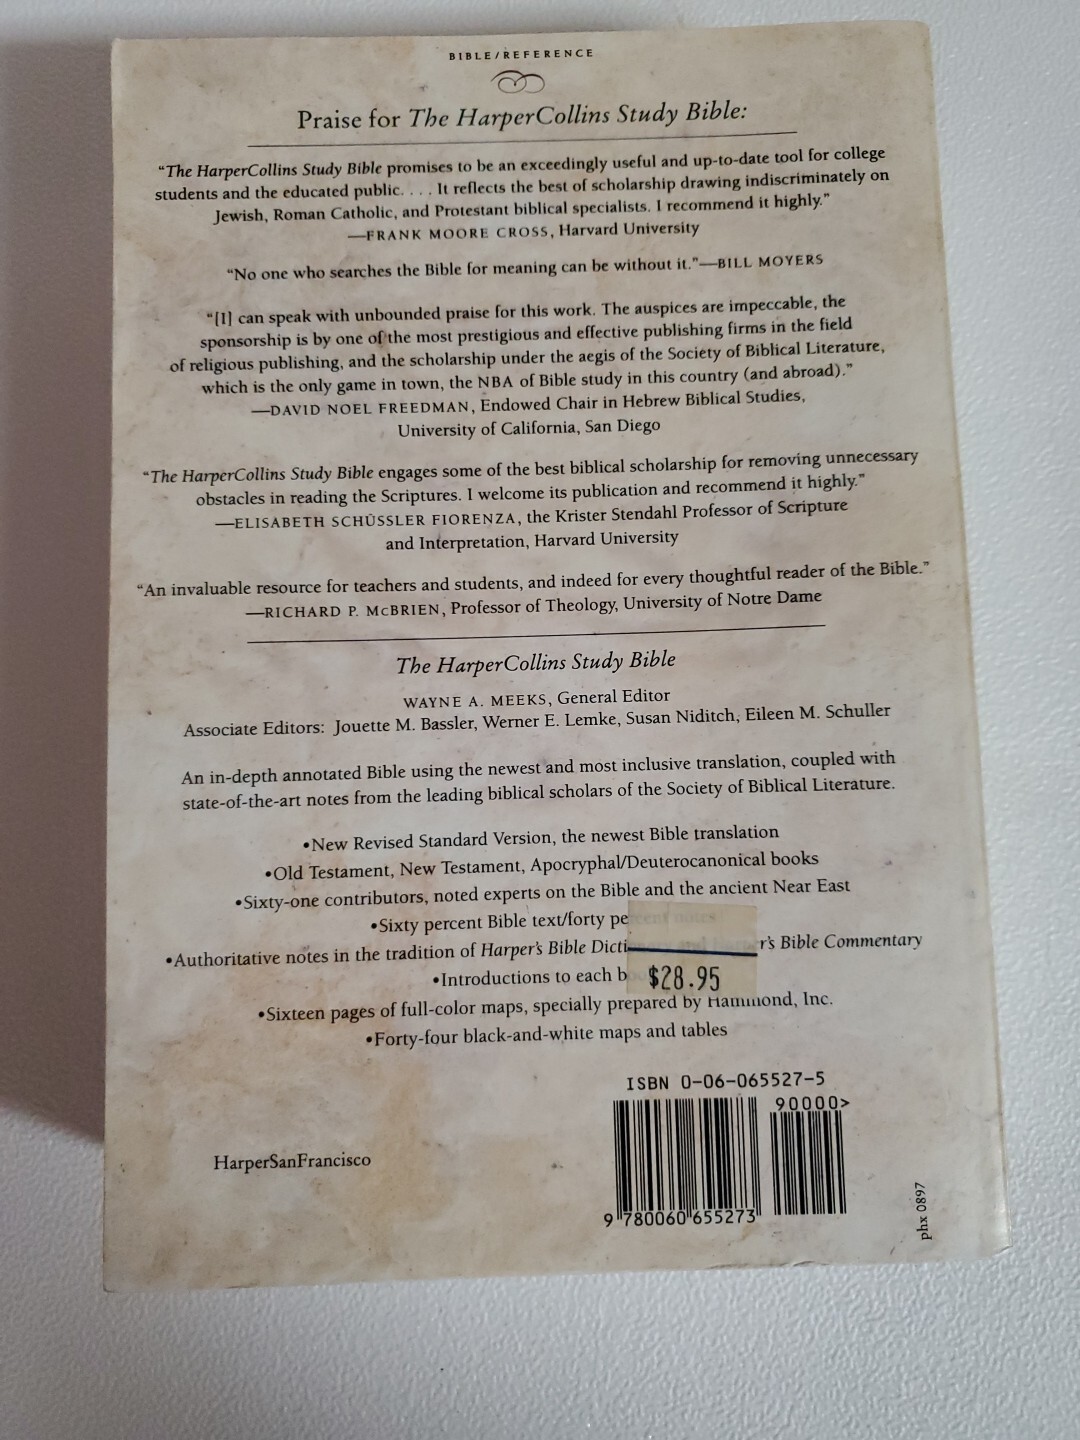 BIBLE/REFERENCE
Praise for The HarperCollins Study Bible:
“The HarperCollins Study Bible promises to be an exceedingly useful and up-to-date tool for college
students and the educated public. . . . It reflects the best of scholarship drawing indiscriminately on
Jewish, Roman Catholic, and Protestant biblical specialists. I recommend it highly.”
—FRANK MOORE CROSS, Harvard University
“No one who searches the Bible for meaning can be without it.”—BILL MOYERS
“[I] can speak with unbounded praise for this work. The auspices are impeccable, the
sponsorship is by one of the most prestigious and effective publishing firms in the field
of religious publishing, and the scholarship under the aegis of the Society of Biblical Literature,
which is the only game in town, the NBA of Bible study in this country (and abroad).”
—DAVID NOEL FREEDMAN, Endowed Chair in Hebrew Biblical Studies,
University of California, San Diego
“The HarperCollins Study Bible engages some of the best biblical scholarship for removing unnecessary
obstacles in reading the Scriptures. I welcome its publication and recommend it highly.”
—ELISABETH SCHÜSSLER FIORENZA, the Krister Stendahl Professor of Scripture
and Interpretation, Harvard University
“An invaluable resource for teachers and students, and indeed for every thoughtful reader of the Bible.”
—RICHARD P. McBRIEN, Professor of Theology, University of Notre Dame
The HarperCollins Study Bible
WAYNE A. MEEKS, General Editor
Associate Editors: Jouette M. Bassler, Werner E. Lemke, Susan Niditch, Eileen M. Schuller
An in-depth annotated Bible using the newest and most inclusive translation, coupled with
state-of-the-art notes from the leading biblical scholars of the Society of Biblical Literature.
•New Revised Standard Version, the newest Bible translation
•Old Testament, New Testament, Apocryphal/Deuterocanonical books
•Sixty-one contributors, noted experts on the Bible and the ancient Near East
•Sixty percent Bible text/forty percent notes
•Authoritative notes in the tradition of Harper's Bible Dicti and Harper's Bible Commentary
•Introductions to each b
$28.95
•Sixteen pages of full-color maps, specially prepared by Hammond, Inc.
•Forty-four black-and-white maps and tables
ISBN 0-06-065527-5
90000>
HarperSanFrancisco
9 780060 655273
phx 0897